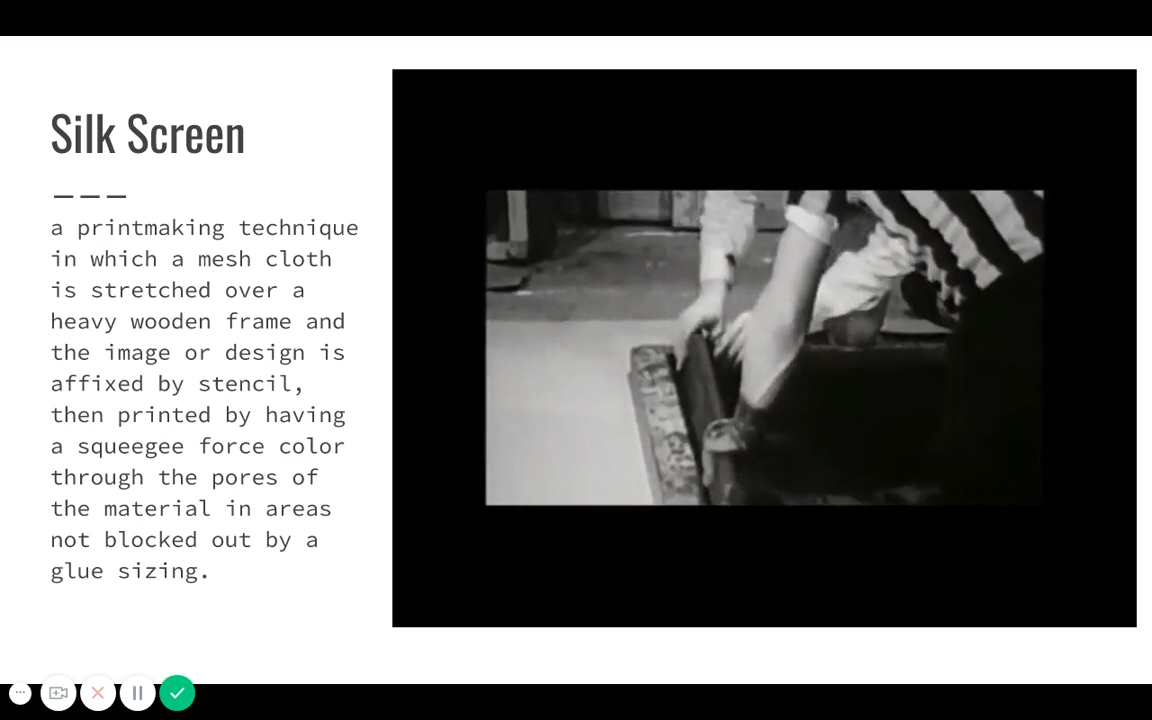 Silk Screen
a printmaking technique
in which a mesh cloth
is stretched over a
heavy wooden frame and
the image or design is
affixed by stencil,
then printed by having
a squeegee force color
through the pores of
the material in areas
not blocked out by a
glue sizing.